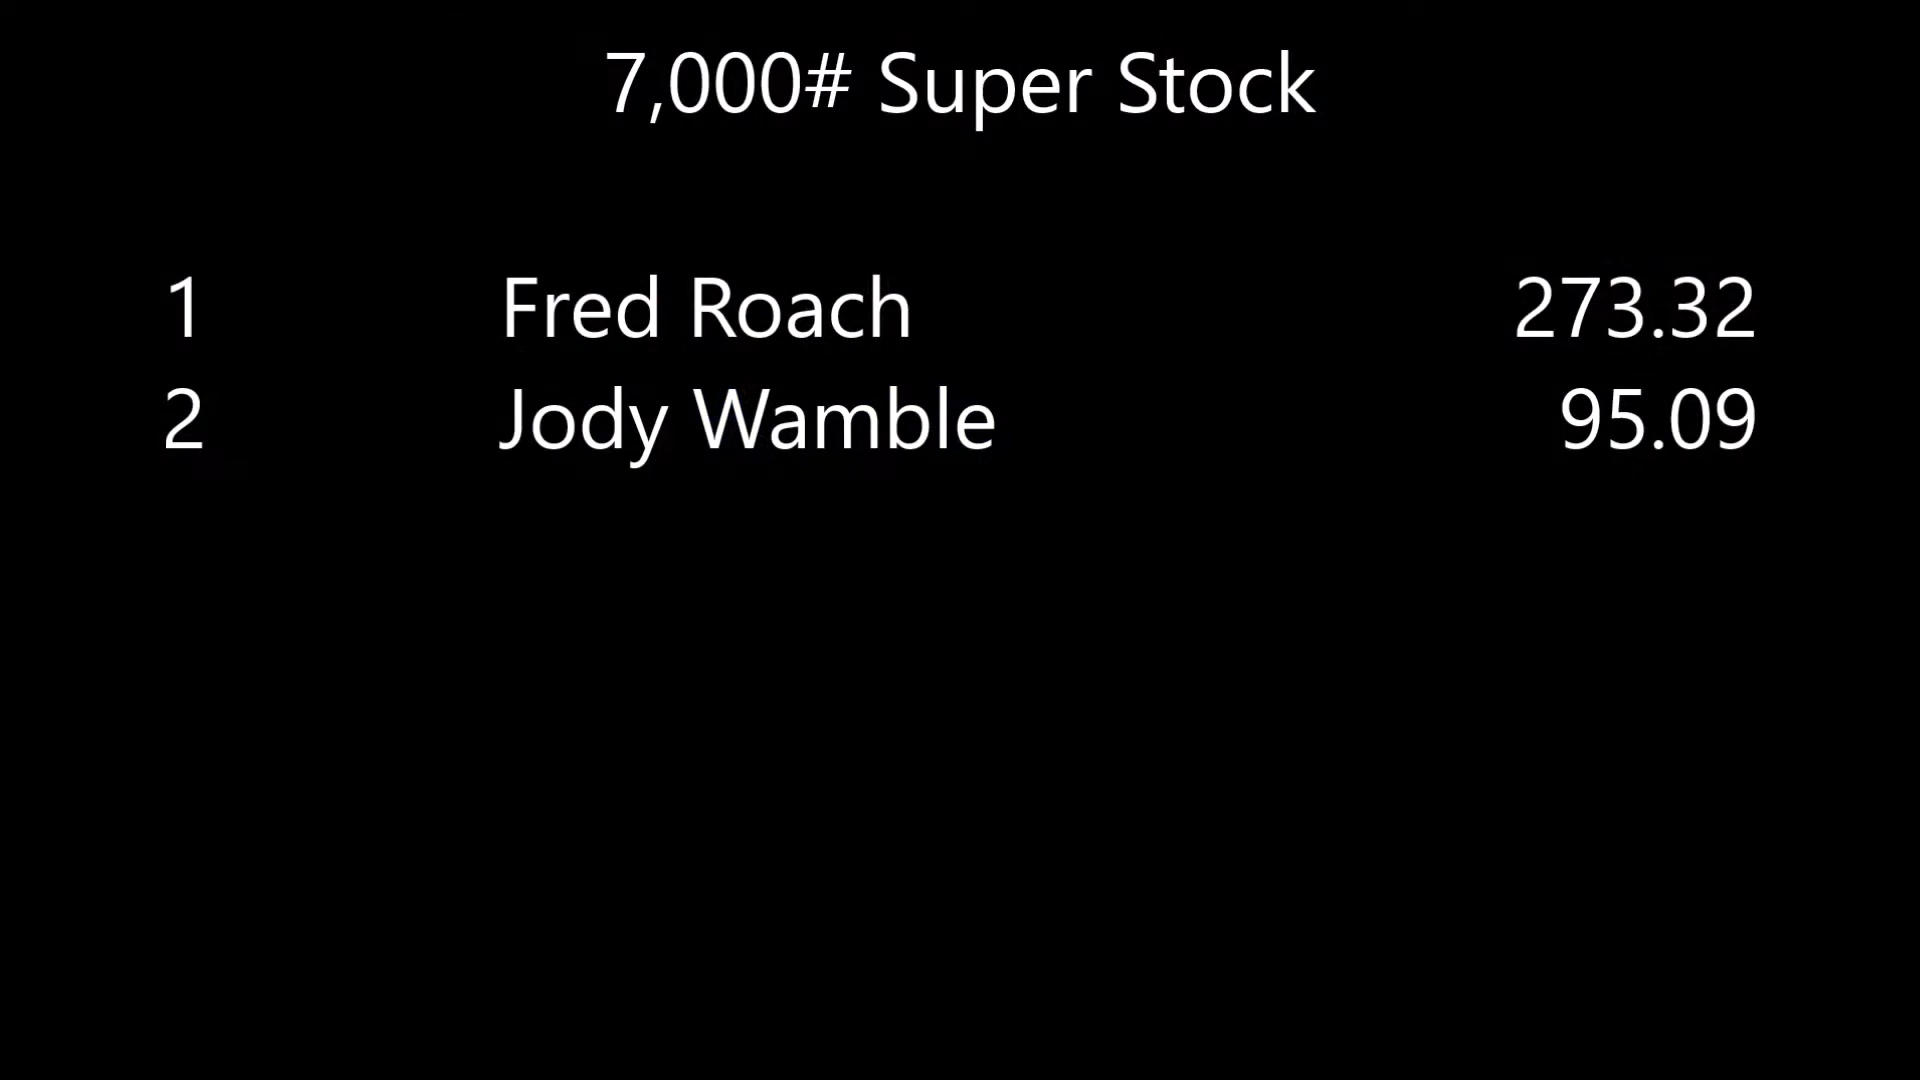 7,000# Super Stock
1 Fred Roach 273.32
2 Jody Wamble 95.09